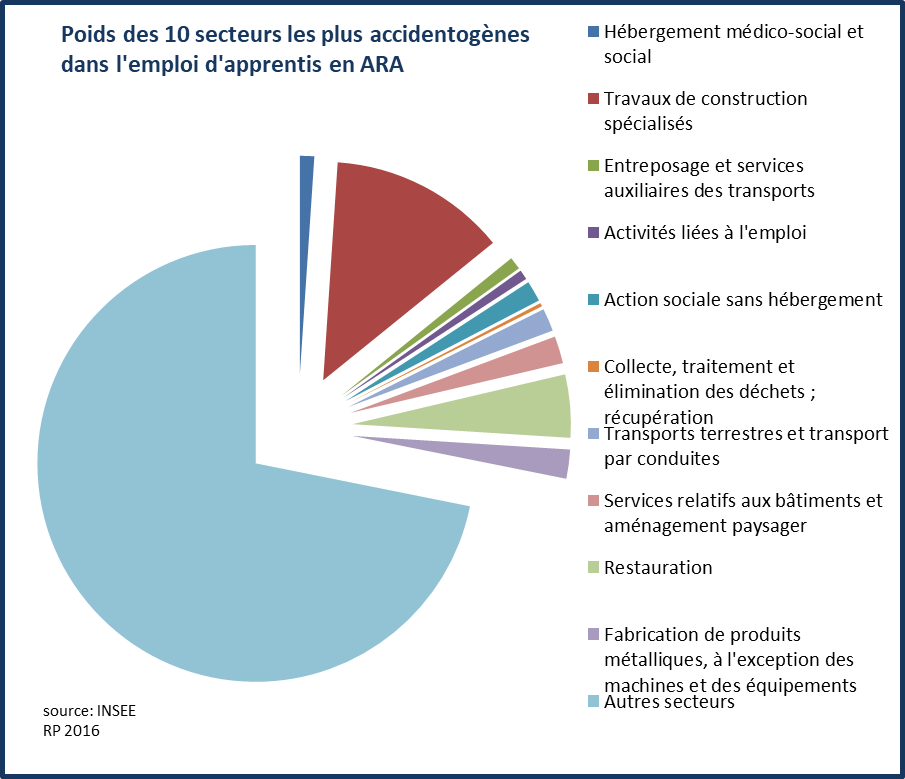 Poids des 10 secteurs les plus accidentogènes
dans l'emploi d'apprentis en ARA
Hébergement médico-social et
social
Travaux de construction
spécialisés
Entreposage et services
auxiliaires des transports
Activités liées à l'emploi
Action sociale sans hébergement
Collecte, traitement et
élimination des déchets ;
récupération
Transports terrestres et transport
par conduites
Services relatifs aux bâtiments et
aménagement paysager
Restauration
Fabrication de produits
métalliques, à l'exception des
machines et des équipements
Autres secteurs
source: INSEE
RP 2016